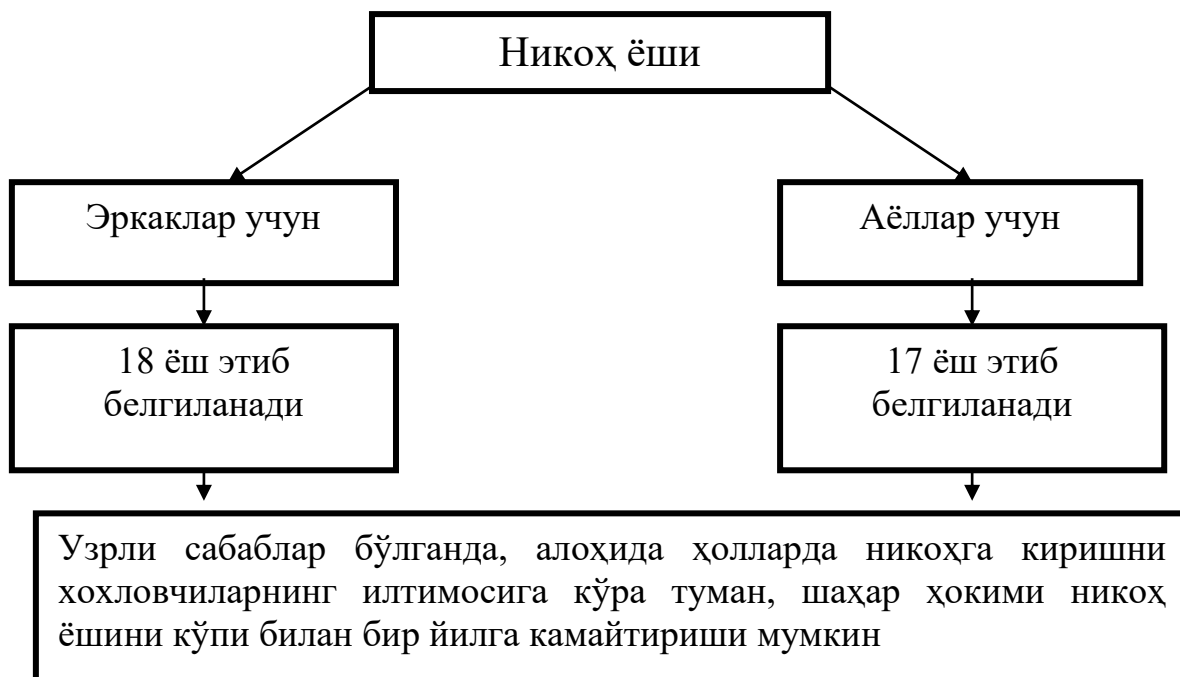 Никоҳ ёши
Эркаклар учун
Аёллар учун
18 ёш этиб
белгиланади
17 ёш этиб
белгиланади
Узрли сабаблар бўлганда, алоҳида ҳолларда никоҳга киришни
хохловчиларнинг илтимосига кўра туман, шаҳар ҳокими никоҳ
ёшини кўпи билан бир йилга камайтириши мумкин